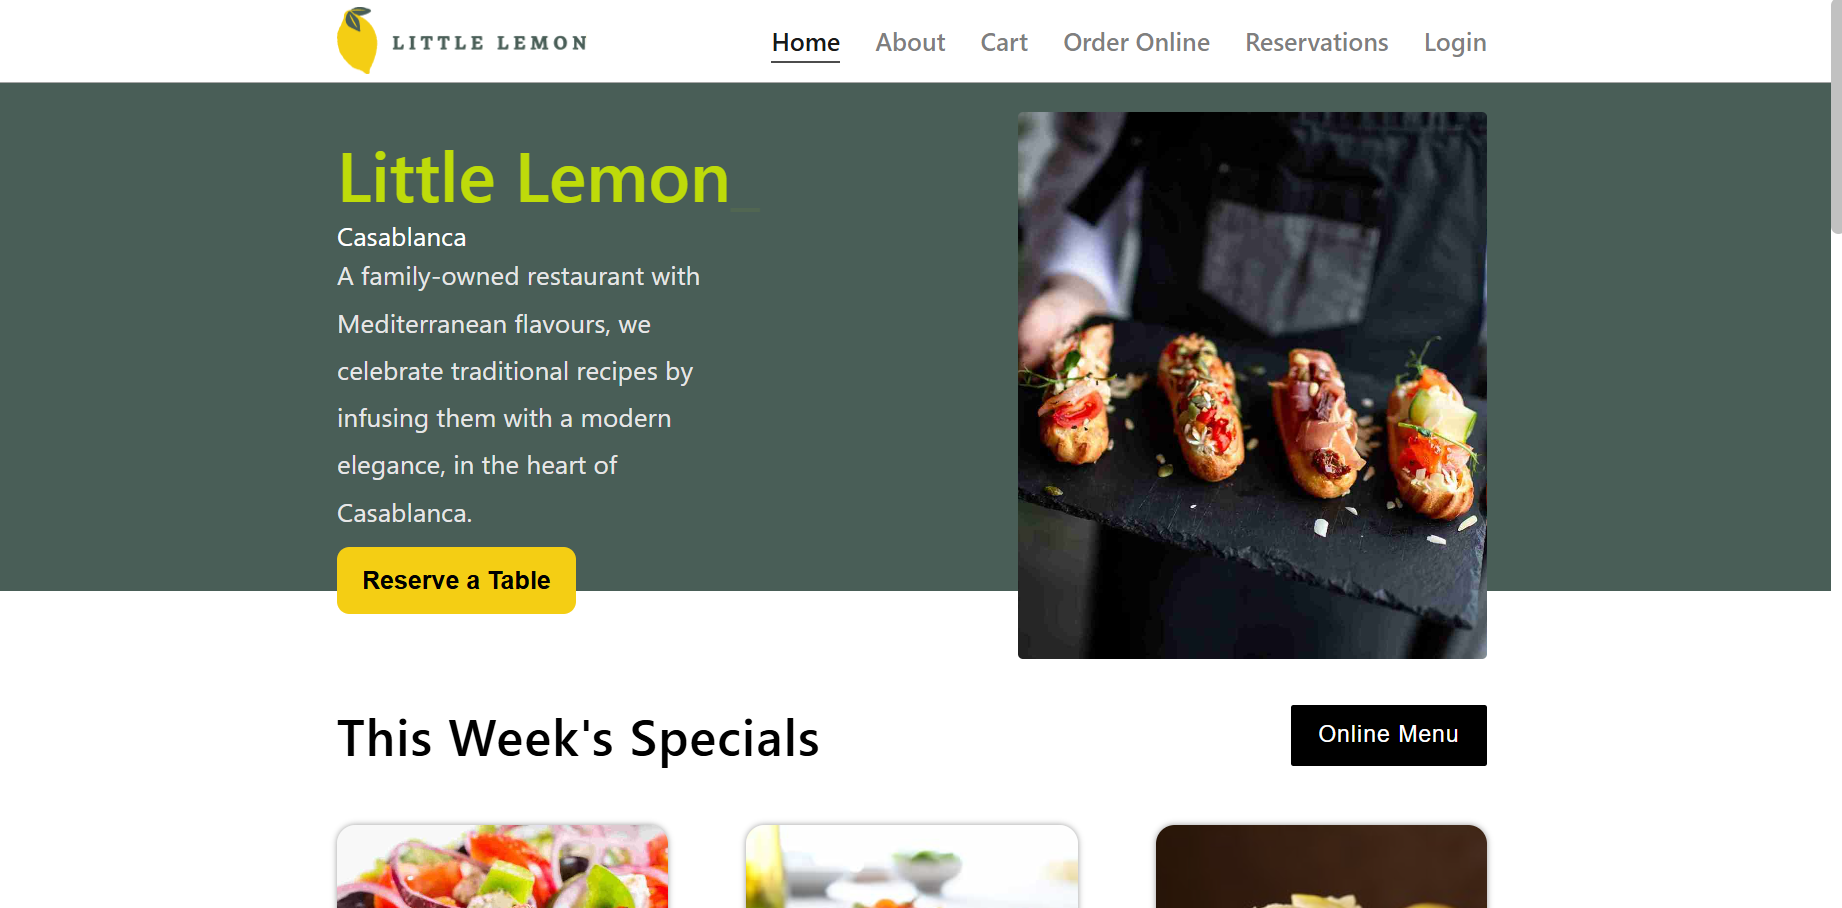 LITTLE LEMON
Home About Cart Order Online Reservations Login
Little Lemon_
Casablanca
A family-owned restaurant with
Mediterranean flavours, we
celebrate traditional recipes by
infusing them with a modern
elegance, in the heart of
Casablanca.
Reserve a Table
This Week's Specials
Online Menu